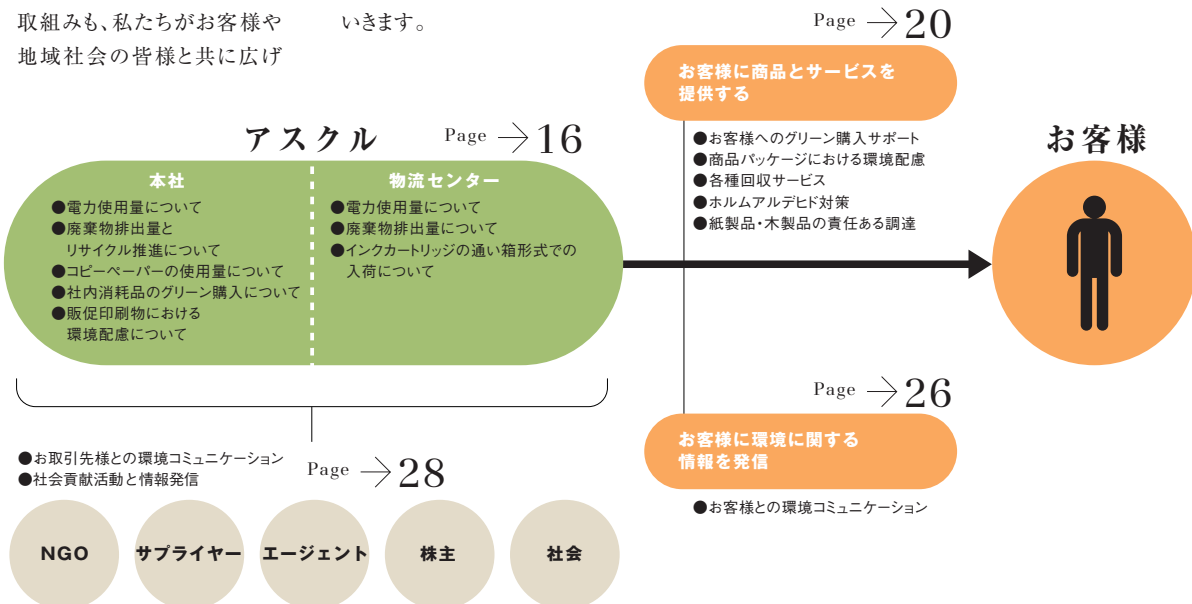 取組みも、私たちがお客様や
地域社会の皆様と共に広げ
いきます。
アスクル
Page →16
本社
●電力使用量について
●廃棄物排出量と
リサイクル推進について
●コピーペーパーの使用量について
●社内消耗品のグリーン購入について
●販促印刷物における
環境配慮について
物流センター
●電力使用量について
●廃棄物排出量について
●インクカートリッジの通い箱形式での
入荷について
Page →20
お客様に商品とサービスを
提供する
●お客様へのグリーン購入サポート
●商品パッケージにおける環境配慮
●各種回収サービス
●ホルムアルデヒド対策
●紙製品・木製品の責任ある調達
お客様
Page →26
お客様に環境に関する
情報を発信
●お客様との環境コミュニケーション
●お取引先様との環境コミュニケーション
●社会貢献活動と情報発信
Page →28
NGO
サプライヤー
エージェント
株主
社会